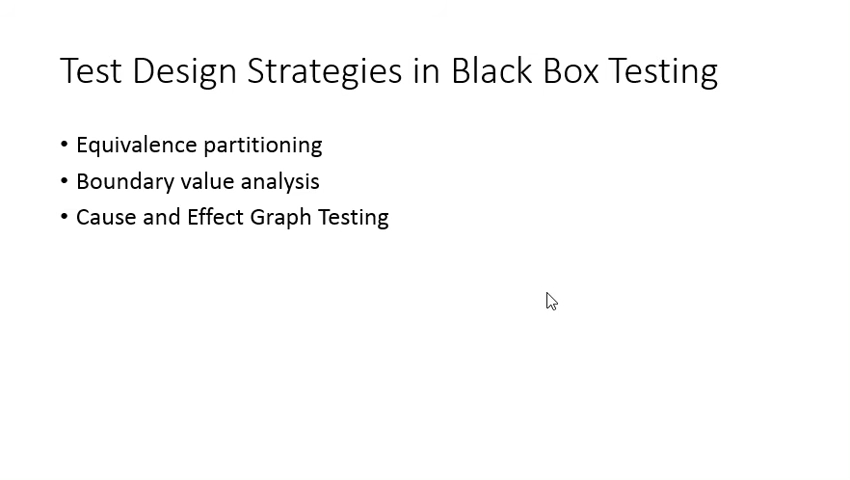 Test Design Strategies in Black Box Testing
• Equivalence partitioning
• Boundary value analysis
• Cause and Effect Graph Testing